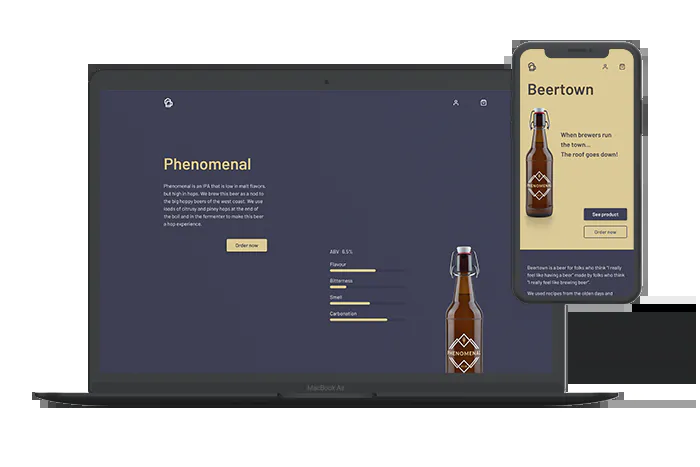 Phenomenal
Phenomenal is an IPA that is low in malt flavors,
but high in hops. We brew this beer as a nod to
the big hoppy beers of the west coast. We use
loads of citrusy and piney hops at the end of
the boil and in the fermenter to make this beer
a hop experience.
Order now
ABV 6.5%
Flavour
Bitterness
Smell
Carbonation
PHENOMENAL
MacBook Air
Beertown
When brewers run
the town...
The roof goes down!
PHENOMENAL
See product
Order now
Beertown is a beer for folks who think "I really
feel like having a beer" made by folks who think
"I really feel like brewing beer".
We used recipes from the olden days and